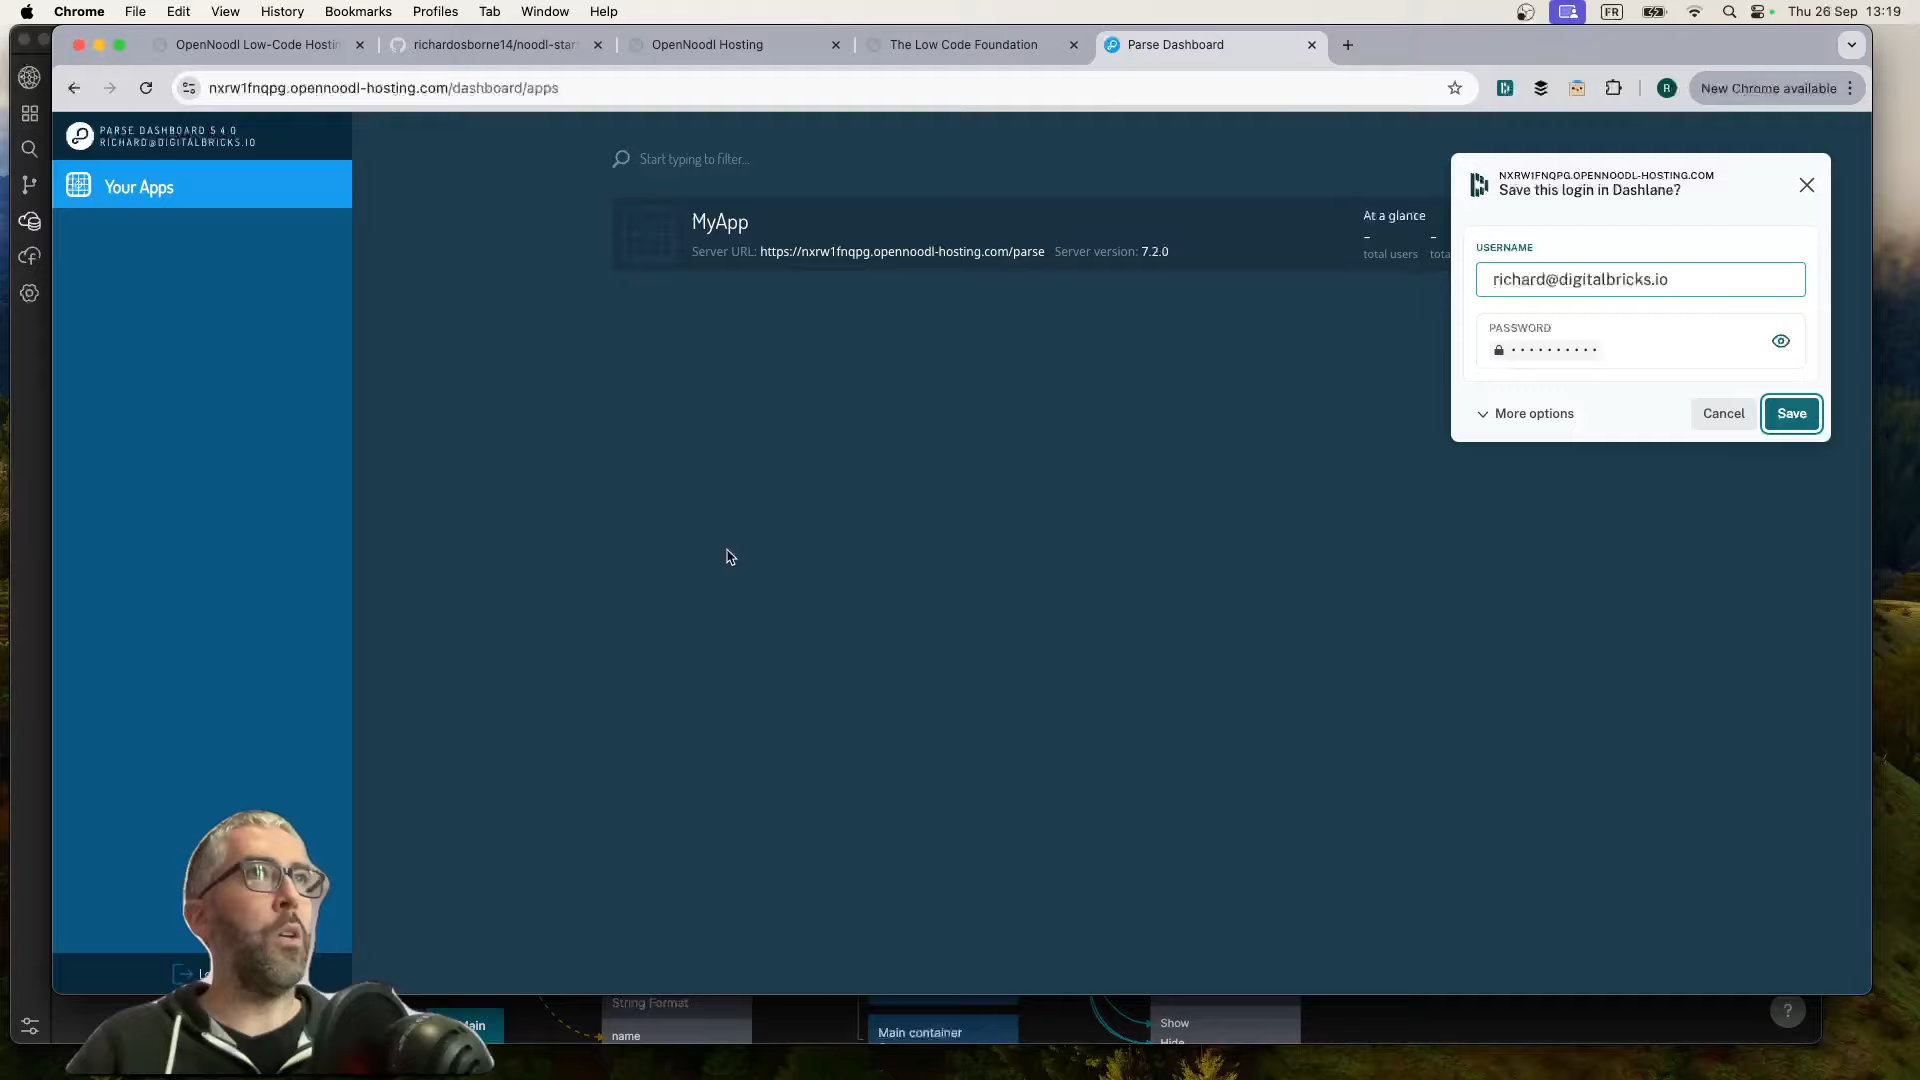 Chrome File Edit View History Bookmarks Profiles Tab Window Help FR Thu 26 Sep 13:19
OpenNoodl Low-Code Hostin
richardosborne14/noodl-star
OpenNoodl Hosting
The Low Code Foundation
Parse Dashboard
nxrw1fnqpg.opennoodl-hosting.com/dashboard/apps
R
New Chrome available
PARSE DASHBOARD 5 4 0
RICHARD@DIGITALBRICKS.IO
Your Apps
Start typing to filter...
MyApp
Server URL: https://nxrw1fnqpg.opennoodl-hosting.com/parse Server version: 7.2.0
At a glance
– –
total users tota
NXRW1FNQPG.OPENNOODL-HOSTING.COM
Save this login in Dashlane?
USERNAME
richard@digitalbricks.io
PASSWORD
• • • • • • • • • •
More options
Cancel
Save
String Format
name
Main container
Show
Hide
?